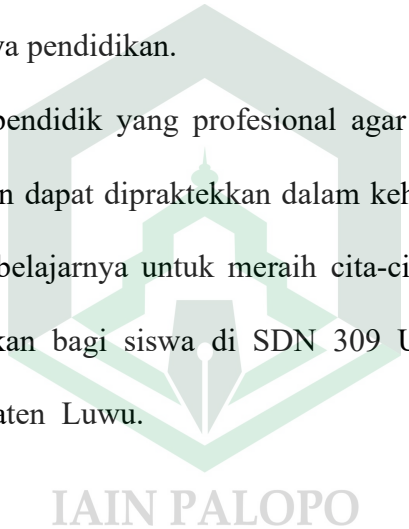 va pendidikan.
pendidik yang profesional agar
n dapat dipraktekkan dalam keh
belajarnya untuk meraih cita-ci
kan bagi siswa di SDN 309 U
aten Luwu.
IAIN PALOPO